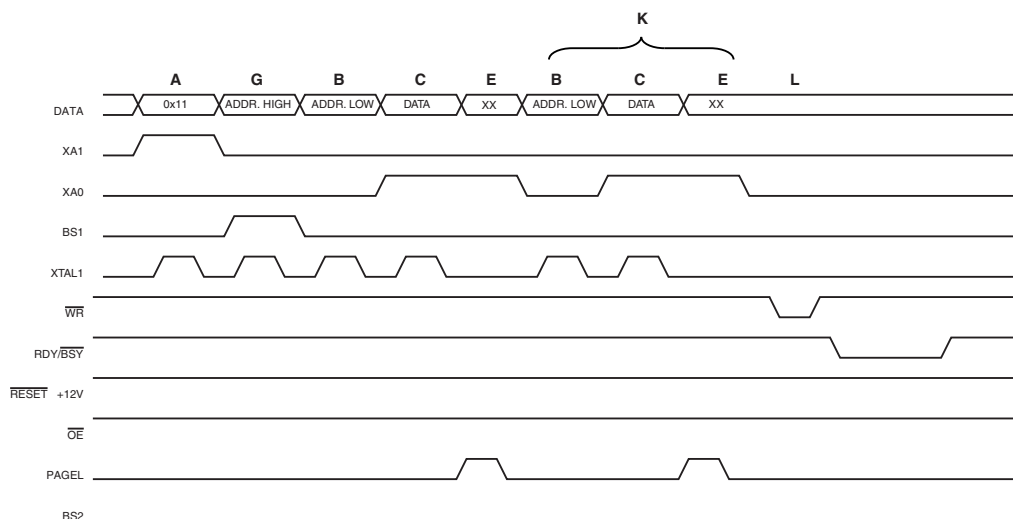 K
A G B C E B C E L
DATA 0x11 ADDR. HIGH ADDR. LOW DATA XX ADDR. LOW DATA XX
XA1
XA0
BS1
XTAL1
WR
RDY/BSY
RESET +12V
OE
PAGEL
BS2